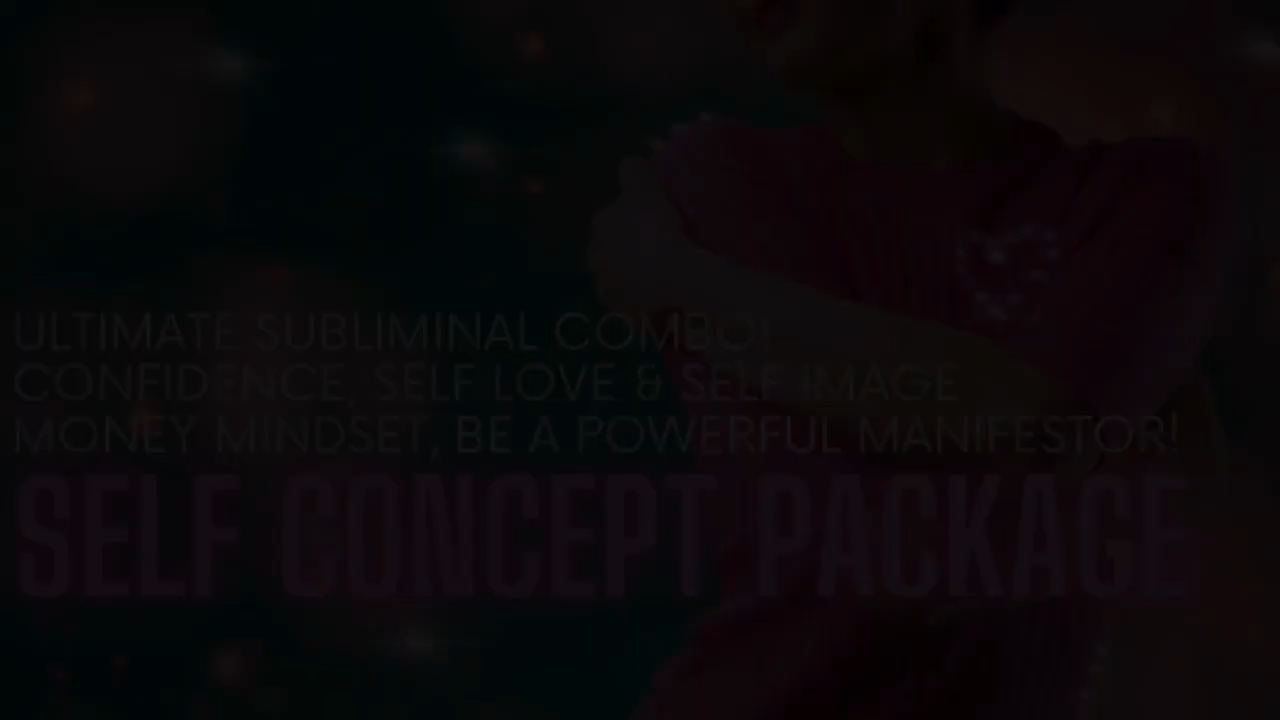 ULTIMATE SUBLIMINAL COMBO!
CONFIDENCE, SELF LOVE & SELF IMAGE
MONEY MINDSET, BE A POWERFUL MANIFESTOR!
SELF CONCEPT PACKAGE